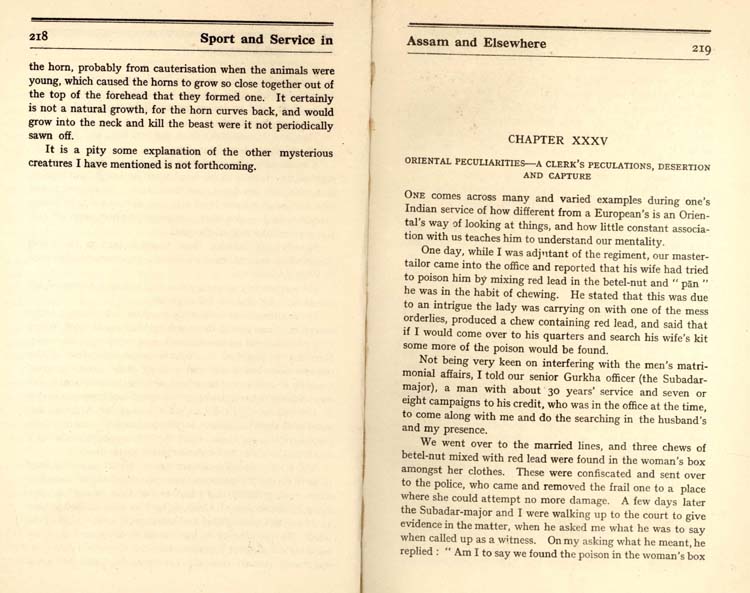 218 Sport and Service in
the horn, probably from cauterisation when the animals were
young, which caused the horns to grow so close together out of
the top of the forehead that they formed one. It certainly
is not a natural growth, for the horn curves back, and would
grow into the neck and kill the beast were it not periodically
sawn off.
It is a pity some explanation of the other mysterious
creatures I have mentioned is not forthcoming.
Assam and Elsewhere 219
CHAPTER XXXV
ORIENTAL PECULIARITIES—A CLERK'S PECULATIONS, DESERTION
AND CAPTURE
ONE comes across many and varied examples during one's
Indian service of how different from a European's is an Orien-
tal's way of looking at things, and how little constant associa-
tion with us teaches him to understand our mentality.
One day, while I was adjutant of the regiment, our master-
tailor came into the office and reported that his wife had tried
to poison him by mixing red lead in the betel-nut and " pān "
he was in the habit of chewing. He stated that this was due
to an intrigue the lady was carrying on with one of the mess
orderlies, produced a chew containing red lead, and said that
if I would come over to his quarters and search his wife's kit
some more of the poison would be found.
Not being very keen on interfering with the men's matri-
monial affairs, I told our senior Gurkha officer (the Subadar-
major), a man with about 30 years' service and seven or
eight campaigns to his credit, who was in the office at the time,
to come along with me and do the searching in the husband's
and my presence.
We went over to the married lines, and three chews of
betel-nut mixed with red lead were found in the woman's box
amongst her clothes. These were confiscated and sent over
to the police, who came and removed the frail one to a place
where she could attempt no more damage. A few days later
the Subadar-major and I were walking up to the court to give
evidence in the matter, when he asked me what he was to say
when called up as a witness. On my asking what he meant, he
replied : " Am I to say we found the poison in the woman's box